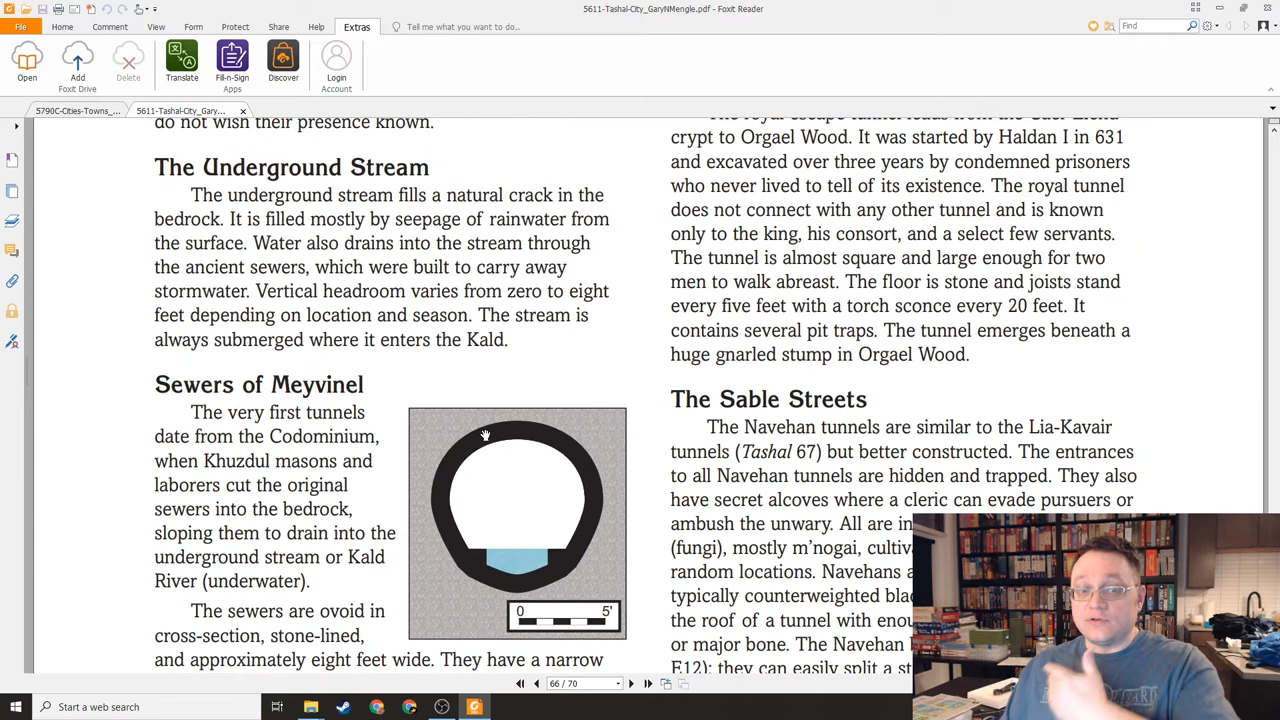 5611-Tashal-City_GaryNMengle.pdf - Foxit Reader
File
Home
Comment
Form
Protect
Share
Help
Extras
Tell me what you want to do..
Find
Open
Add
Delete
Translate
Fill-n-Sign
Discover
Login
Foxit Drive
Apps
Account
5790C-Cities-Towns_...
5611-Tashal-City_Gary...
do not wish their presence known.
The Underground Stream
The underground stream fills a natural crack in the
bedrock. It is filled mostly by seepage of rainwater from
the surface. Water also drains into the stream through
the ancient sewers, which were built to carry away
stormwater. Vertical headroom varies from zero to eight
feet depending on location and season. The stream is
always submerged where it enters the Kald.
Sewers of Meyvinel
The very first tunnels
date from the Codominium,
when Khuzdul masons and
laborers cut the original
sewers into the bedrock,
sloping them to drain into the
underground stream or Kald
River (underwater).
The sewers are ovoid in
cross-section, stone-lined,
and approximately eight feet wide. They have a narrow
0 5'
crypt to Orgael Wood. It was started by Haldan I in 631
and excavated over three years by condemned prisoners
who never lived to tell of its existence. The royal tunnel
does not connect with any other tunnel and is known
only to the king, his consort, and a select few servants.
The tunnel is almost square and large enough for two
men to walk abreast. The floor is stone and joists stand
every five feet with a torch sconce every 20 feet. It
contains several pit traps. The tunnel emerges beneath a
huge gnarled stump in Orgael Wood.
The Sable Streets
The Navehan tunnels are similar to the Lia-Kavair
tunnels (Tashal 67) but better constructed. The entrances
to all Navehan tunnels are hidden and trapped. They also
have secret alcoves where a cleric can evade pursuers or
ambush the unwary. All are in
(fungi), mostly m'nogai, cultiv
random locations. Navehans a
typically counterweighted bla
the roof of a tunnel with enou
or major bone. The Navehan
F12); they can easily split a s
66 / 70
Start a web search